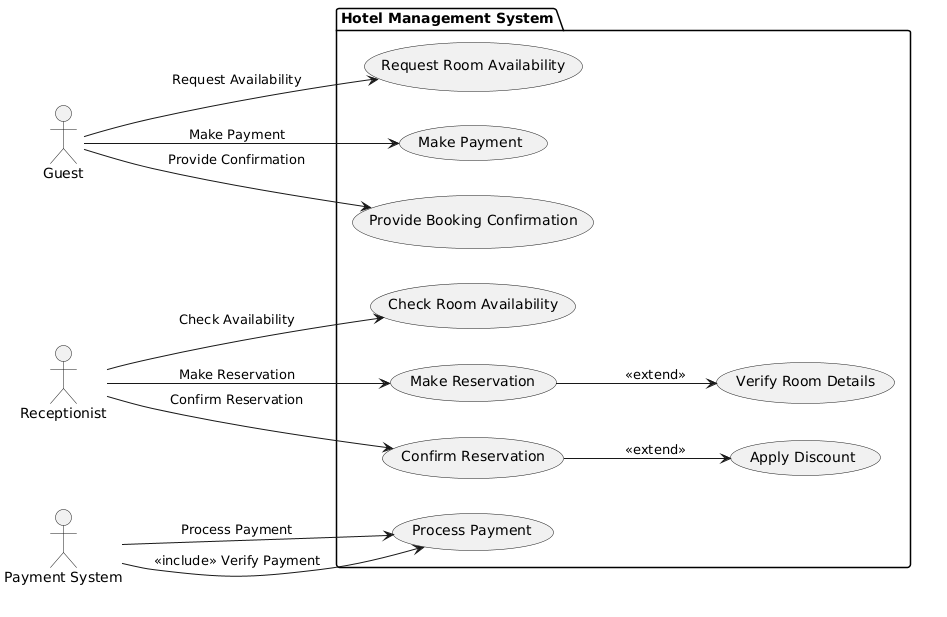 Hotel Management System
Request Room Availability
Request Availability
Make Payment
Make Payment
Provide Confirmation
Guest
Provide Booking Confirmation
Check Room Availability
Check Availability
Make Reservation
Make Reservation
«extend»
Verify Room Details
Confirm Reservation
Receptionist
Confirm Reservation
«extend»
Apply Discount
Process Payment
Process Payment
«include» Verify Payment
Payment System